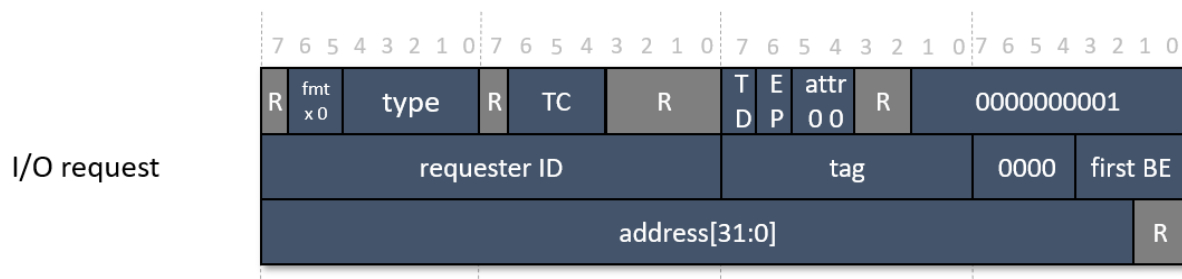 7 6 5 4 3 2 1 0 7 6 5 4 3 2 1 0 7 6 5 4 3 2 1 0 7 6 5 4 3 2 1 0
R fmt x 0 type R TC R TD EP attr 0 0 R 0000000001
I/O request
requester ID tag 0000 first BE
address[31:0] R